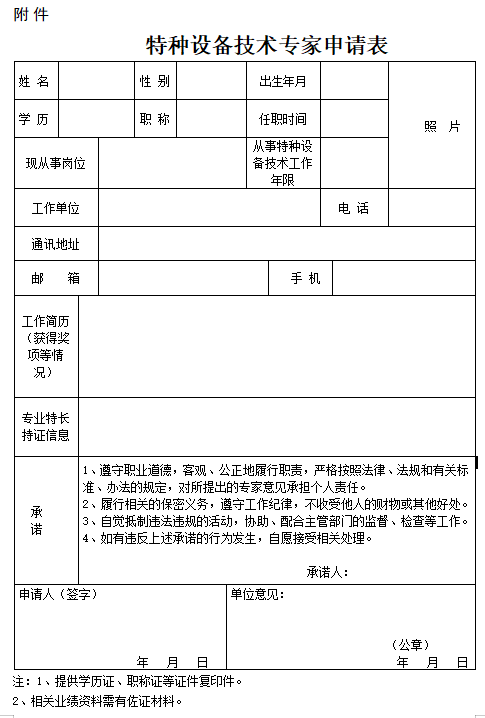 附 件
特种设备技术专家申请表
姓 名
性 别
出生年月
照 片
学 历
职 称
任职时间
现从事岗位
从事特种设
备技术工作
年限
工作单位
电 话
通讯地址
邮 箱
手 机
工作简历
（获得奖
项等情
况）
专业特长
持证信息
承
诺
1、遵守职业道德，客观、公正地履行职责，严格按照法律、法规和有关标
准、办法的规定，对所提出的专家意见承担个人责任。
2、履行相关的保密义务，遵守工作纪律，不收受他人的财物或其他好处。
3、自觉抵制违法违规的活动，协助、配合主管部门的监督、检查等工作。
4、如有违反上述承诺的行为发生，自愿接受相关处理。
承诺人：
申请人（签字）
年 月 日
单位意见：
（公章）
年 月 日
注：1、提供学历证、职称证等证件复印件。
2、相关业绩资料需有佐证材料。